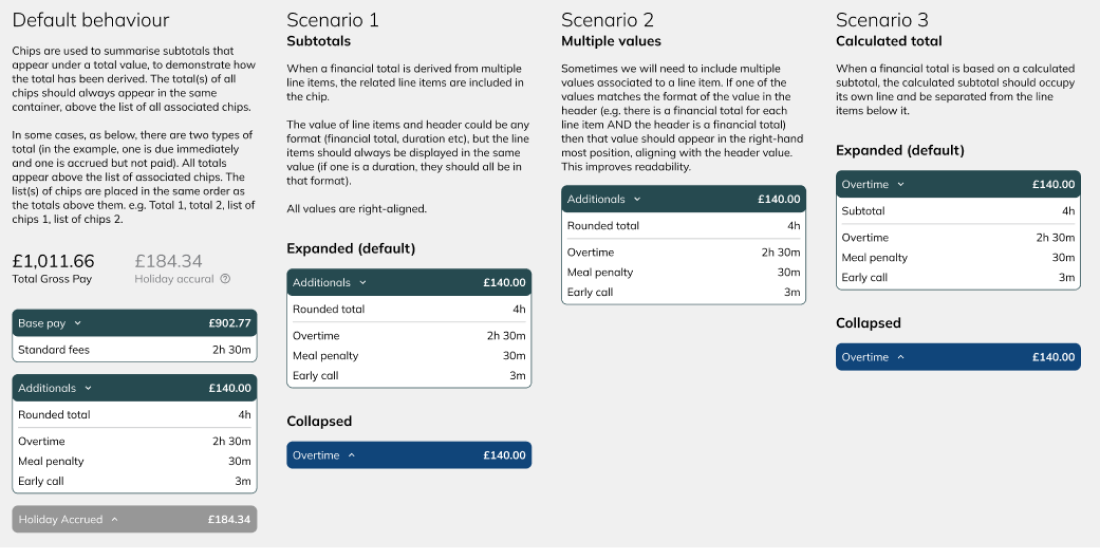 Default behaviour
Chips are used to summarise subtotals that
appear under a total value, to demonstrate how
the total has been derived. The total(s) of all
chips should always appear in the same
container, above the list of all associated chips.
In some cases, as below, there are two types of
total (in the example, one is due immediately
and one is accrued but not paid). All totals
appear above the list of associated chips. The
list(s) of chips are placed in the same order as
the totals above them. e.g. Total 1, total 2, list of
chips 1, list of chips 2.
£1,011.66 £184.34
Total Gross Pay Holiday accural
Base pay £902.77
Standard fees 2h 30m
Additionals £140.00
Rounded total 4h
Overtime 2h 30m
Meal penalty 30m
Early call 3m
Holiday Accrued £184.34
Scenario 1
Subtotals
When a financial total is derived from multiple
line items, the related line items are included in
the chip.
The value of line items and header could be any
format (financial total, duration etc), but the line
items should always be displayed in the same
value (if one is a duration, they should all be in
that format).
All values are right-aligned.
Expanded (default)
Additionals £140.00
Rounded total 4h
Overtime 2h 30m
Meal penalty 30m
Early call 3m
Collapsed
Overtime £140.00
Scenario 2
Multiple values
Sometimes we will need to include multiple
values associated to a line item. If one of the
values matches the format of the value in the
header (e.g. there is a financial total for each
line item AND the header is a financial total)
then that value should appear in the right-hand
most position, aligning with the header value.
This improves readability.
Additionals £140.00
Rounded total 4h
Overtime 2h 30m
Meal penalty 30m
Early call 3m
Scenario 3
Calculated total
When a financial total is based on a calculated
subtotal, the calculated subtotal should occupy
its own line and be separated from the line
items below it.
Expanded (default)
Overtime £140.00
Subtotal 4h
Overtime 2h 30m
Meal penalty 30m
Early call 3m
Collapsed
Overtime £140.00